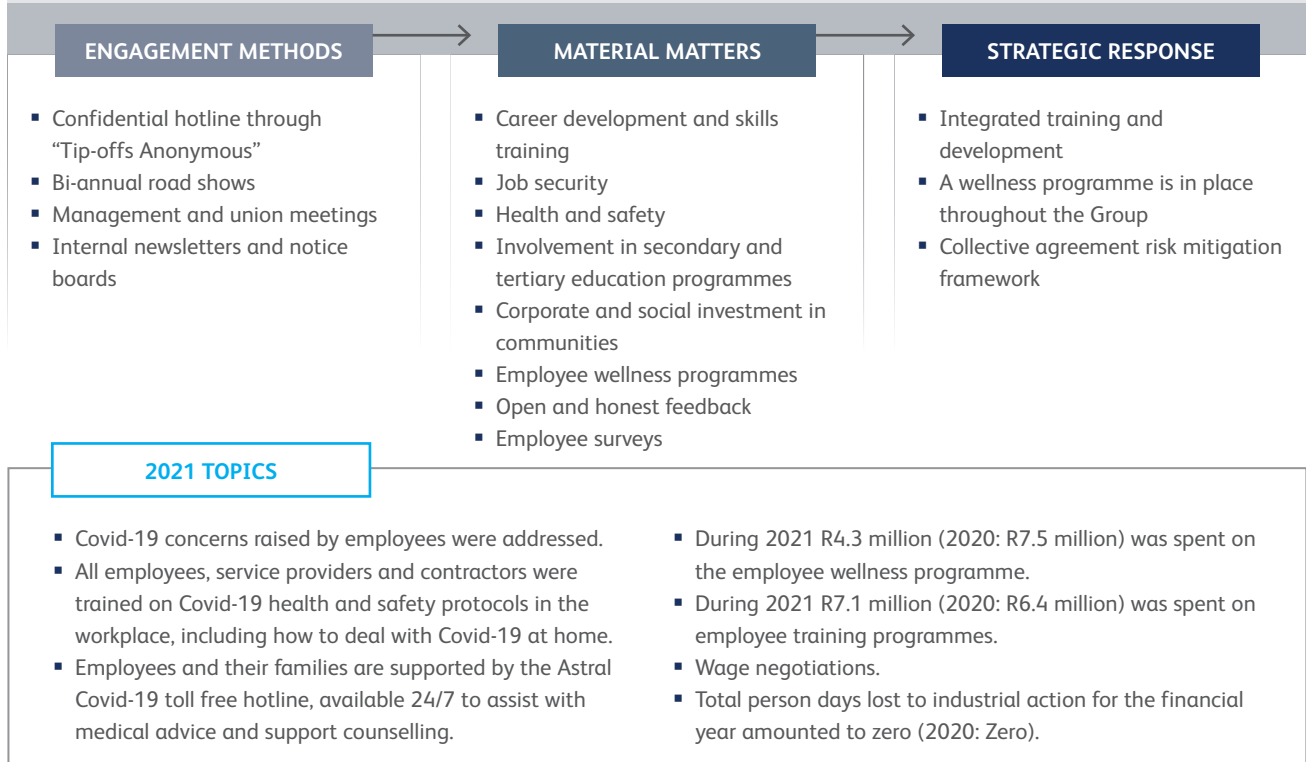 ENGAGEMENT METHODS
Confidential hotline through
“Tip-offs Anonymous”
Bi-annual road shows
Management and union meetings
Internal newsletters and notice
boards
MATERIAL MATTERS
Career development and skills
training
Job security
Health and safety
Involvement in secondary and
tertiary education programmes
Corporate and social investment in
communities
Employee wellness programmes
Open and honest feedback
Employee surveys
STRATEGIC RESPONSE
Integrated training and
development
A wellness programme is in place
throughout the Group
Collective agreement risk mitigation
framework
2021 TOPICS
Covid-19 concerns raised by employees were addressed.
All employees, service providers and contractors were
trained on Covid-19 health and safety protocols in the
workplace, including how to deal with Covid-19 at home.
Employees and their families are supported by the Astral
Covid-19 toll free hotline, available 24/7 to assist with
medical advice and support counselling.
During 2021 R4.3 million (2020: R7.5 million) was spent on
the employee wellness programme.
During 2021 R7.1 million (2020: R6.4 million) was spent on
employee training programmes.
Wage negotiations.
Total person days lost to industrial action for the financial
year amounted to zero (2020: Zero).